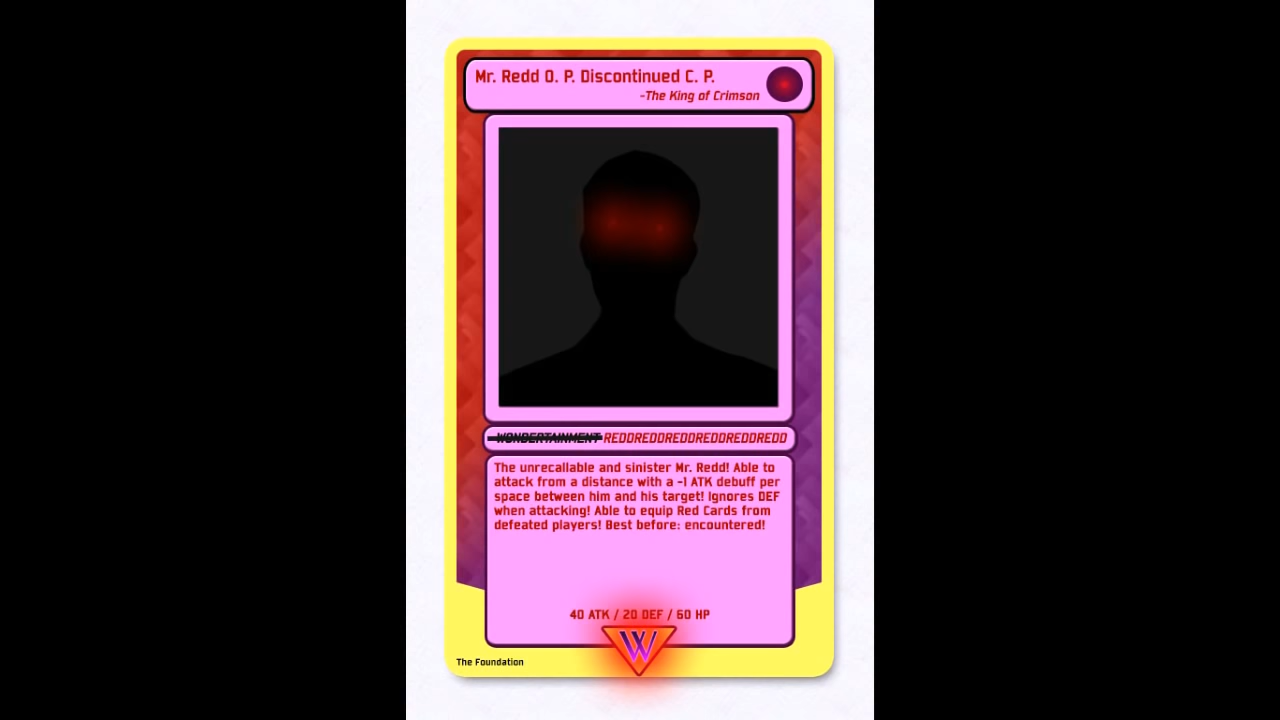 Mr. Redd O. P. Discontinued C. P.
-The King of Crimson
WONDERTAINMENT REDDREDDREDDREDDREDDREDD
The unrecallable and sinister Mr. Redd! Able to
attack from a distance with a -1 ATK debuff per
space between him and his target! Ignores DEF
when attacking! Able to equip Red Cards from
defeated players! Best before: encountered!
40 ATK / 20 DEF / 60 HP
W
The Foundation